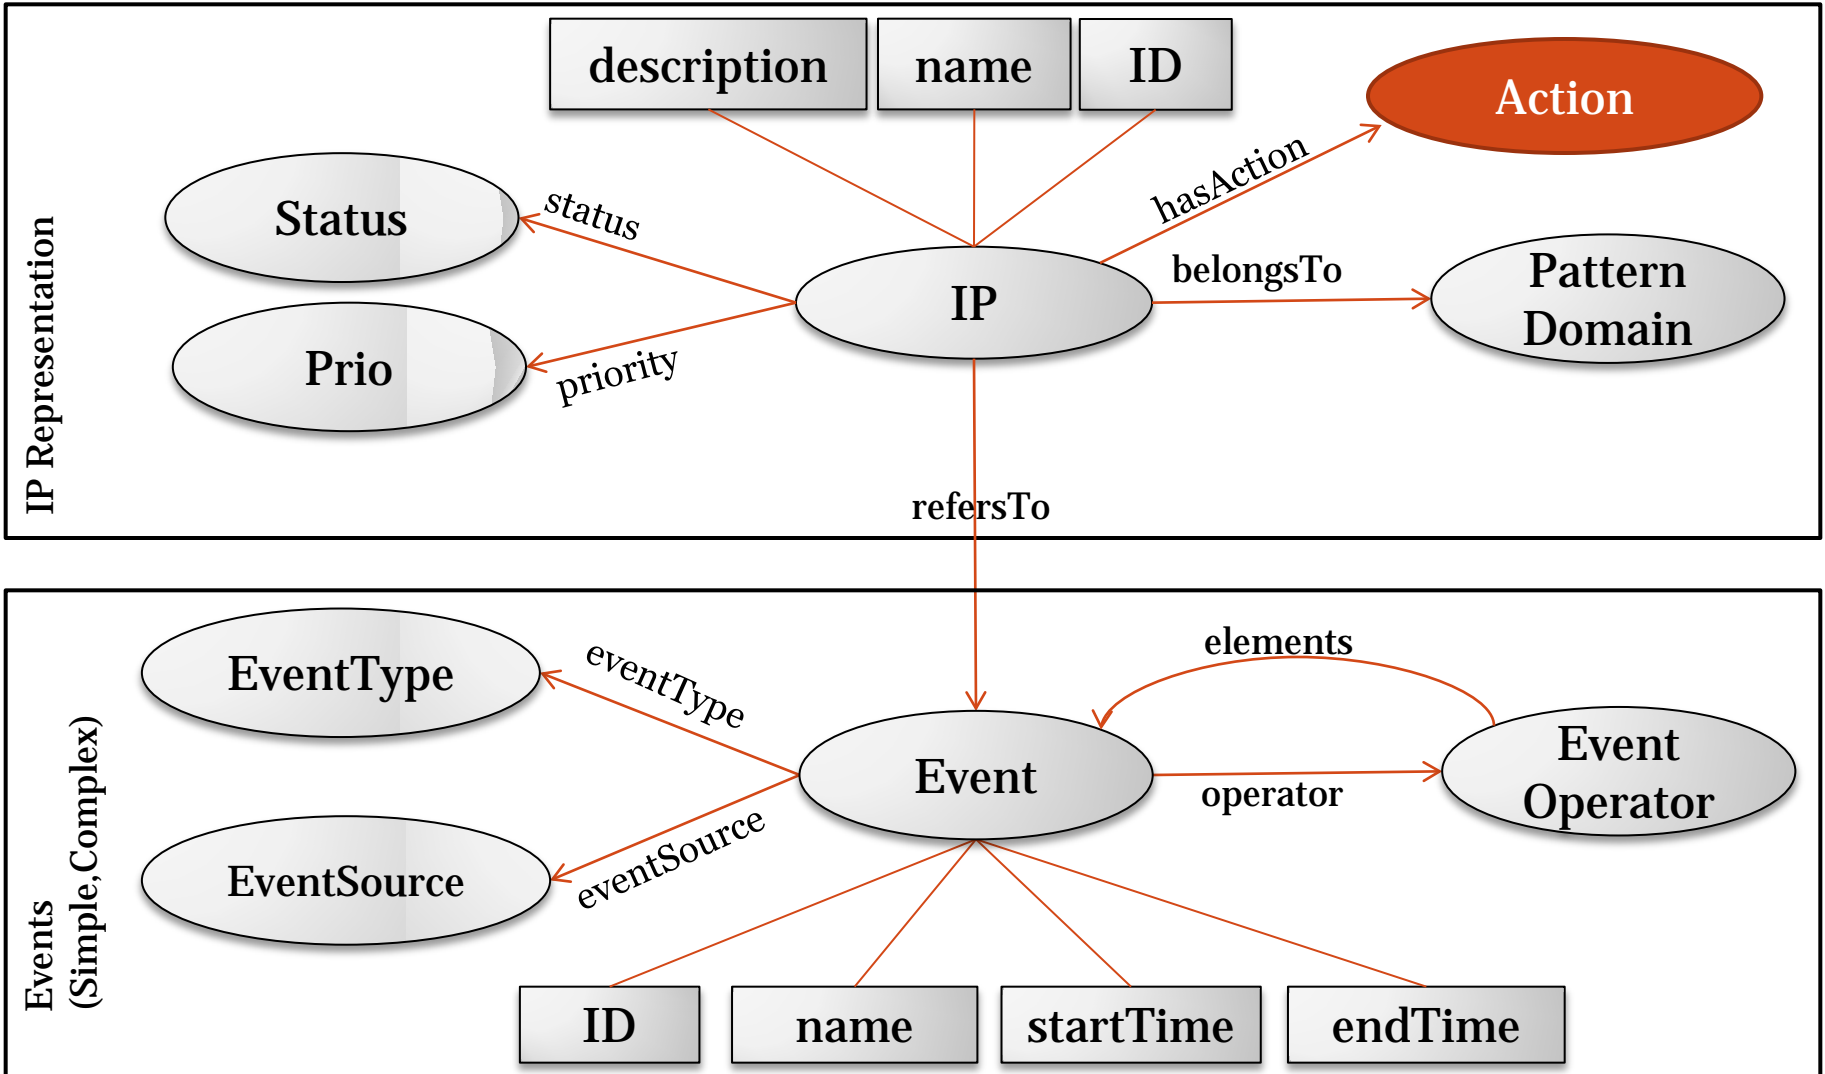 description
name
ID
Action
hasAction
Status
status
belongsTo
Pattern
Domain
IP
Prio
priority
IP Representation
refersTo
EventType
eventType
elements
Event
operator
Event
Operator
EventSource
eventSource
Events
(Simple,Complex)
ID
name
startTime
endTime